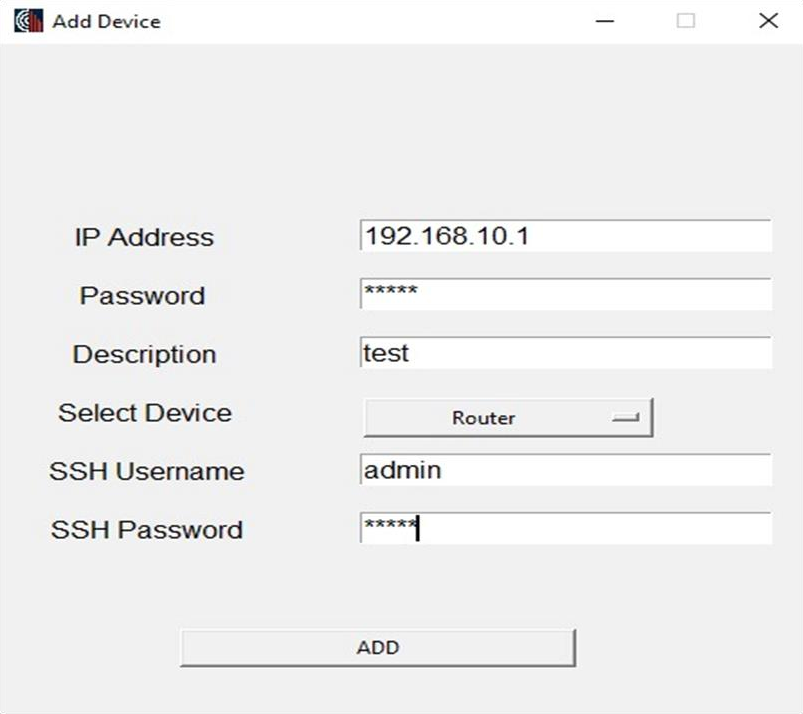 Add Device
IP Address 192.168.10.1
Password *****
Description test
Select Device Router
SSH Username admin
SSH Password *****
ADD